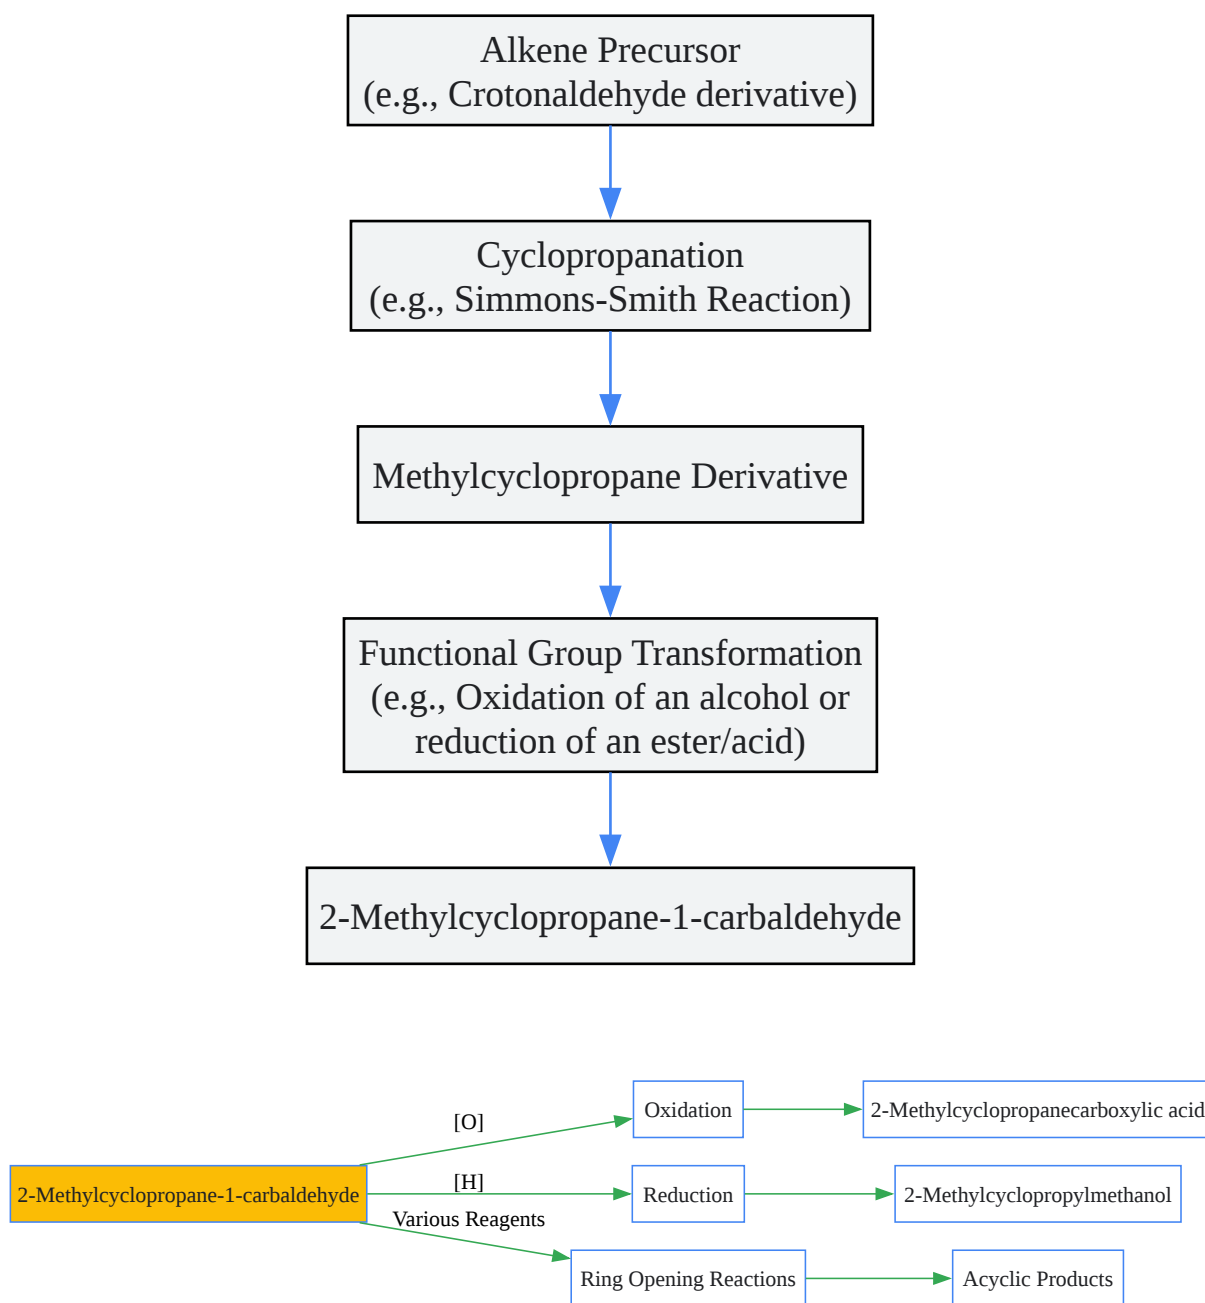 Alkene Precursor
(e.g., Crotonaldehyde derivative)
Cyclopropanation
(e.g., Simmons-Smith Reaction)
Methylcyclopropane Derivative
Functional Group Transformation
(e.g., Oxidation of an alcohol or
reduction of an ester/acid)
2-Methylcyclopropane-1-carbaldehyde
2-Methylcyclopropane-1-carbaldehyde
[O]
Oxidation
2-Methylcyclopropanecarboxylic acid
[H]
Reduction
2-Methylcyclopropylmethanol
Various Reagents
Ring Opening Reactions
Acyclic Products